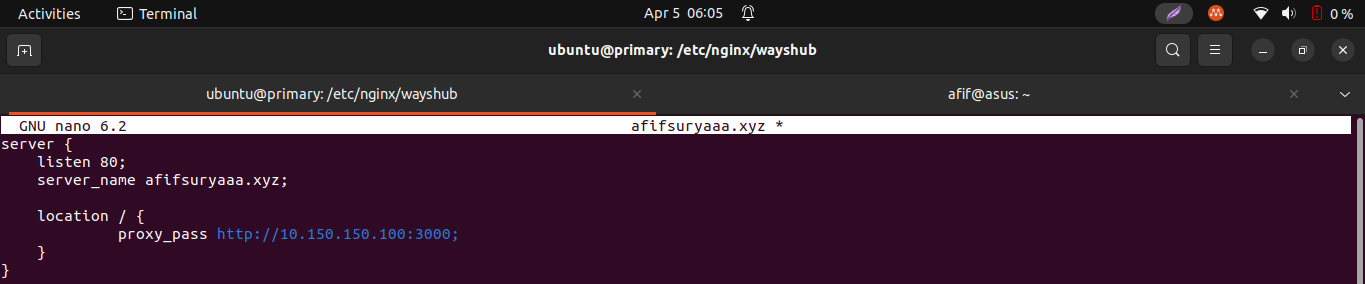 Activities Terminal Apr 5 06:05 0 %
ubuntu@primary: /etc/nginx/wayshub
ubuntu@primary: /etc/nginx/wayshub × afif@asus: ~ ×
GNU nano 6.2 afifsuryaaa.xyz *
server {
    listen 80;
    server_name afifsuryaaa.xyz;

    location / {
             proxy_pass http://10.150.150.100:3000;
    }
}